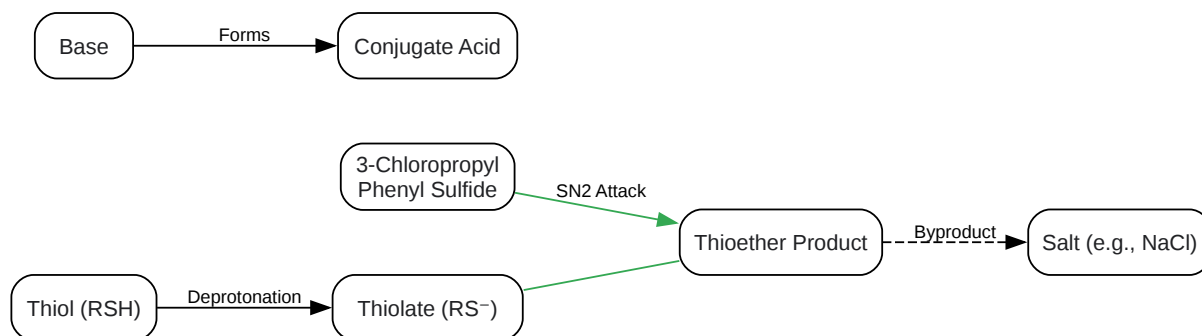 Base
Forms
Conjugate Acid
3-Chloropropyl
Phenyl Sulfide
SN2 Attack
Thioether Product
Byproduct
Salt (e.g., NaCl)
Thiol (RSH)
Deprotonation
Thiolate (RS⁻)